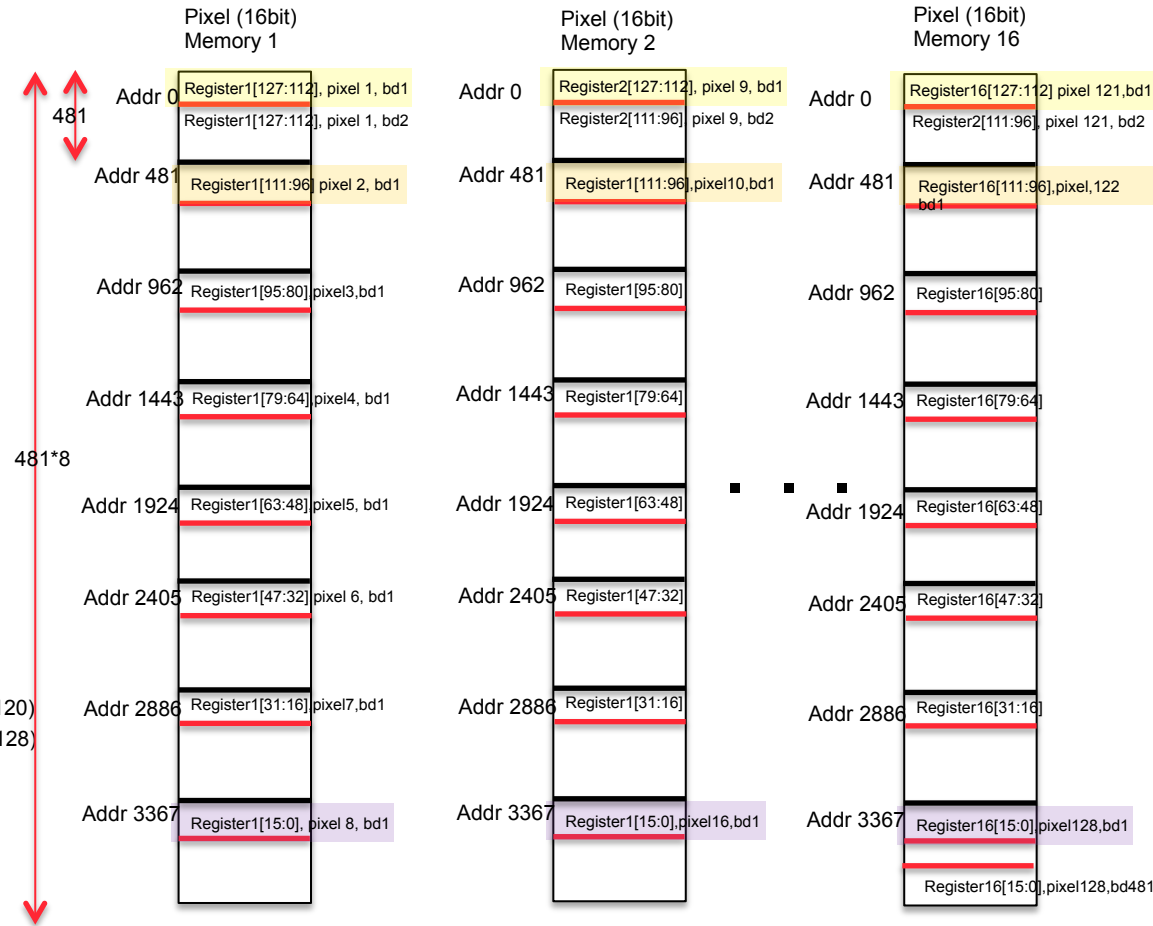 Pixel (16bit)
Memory 1
Pixel (16bit)
Memory 2
Pixel (16bit)
Memory 16
481
481*8
20)
128)
Addr 0
Register1[127:112], pixel 1, bd1
Register1[127:112], pixel 1, bd2
Addr 481
Register1[111:96] pixel 2, bd1
Addr 962
Register1[95:80],pixel3,bd1
Addr 1443
Register1[79:64],pixel4, bd1
Addr 1924
Register1[63:48],pixel5, bd1
Addr 2405
Register1[47:32] pixel 6, bd1
Addr 2886
Register1[31:16],pixel7,bd1
Addr 3367
Register1[15:0], pixel 8, bd1
Addr 0
Register2[127:112], pixel 9, bd1
Register2[111:96] pixel 9, bd2
Addr 481
Register1[111:96],pixel10,bd1
Addr 962
Register1[95:80]
Addr 1443
Register1[79:64]
Addr 1924
Register1[63:48]
Addr 2405
Register1[47:32]
Addr 2886
Register1[31:16]
Addr 3367
Register1[15:0],pixel16,bd1
Addr 0
Register16[127:112] pixel 121,bd1
Register2[111:96], pixel 121, bd2
Addr 481
Register16[111:96],pixel,122
bd1
Addr 962
Register16[95:80]
Addr 1443
Register16[79:64]
Addr 1924
Register16[63:48]
Addr 2405
Register16[47:32]
Addr 2886
Register16[31:16]
Addr 3367
Register16[15:0],pixel128,bd1
Register16[15:0],pixel128,bd481